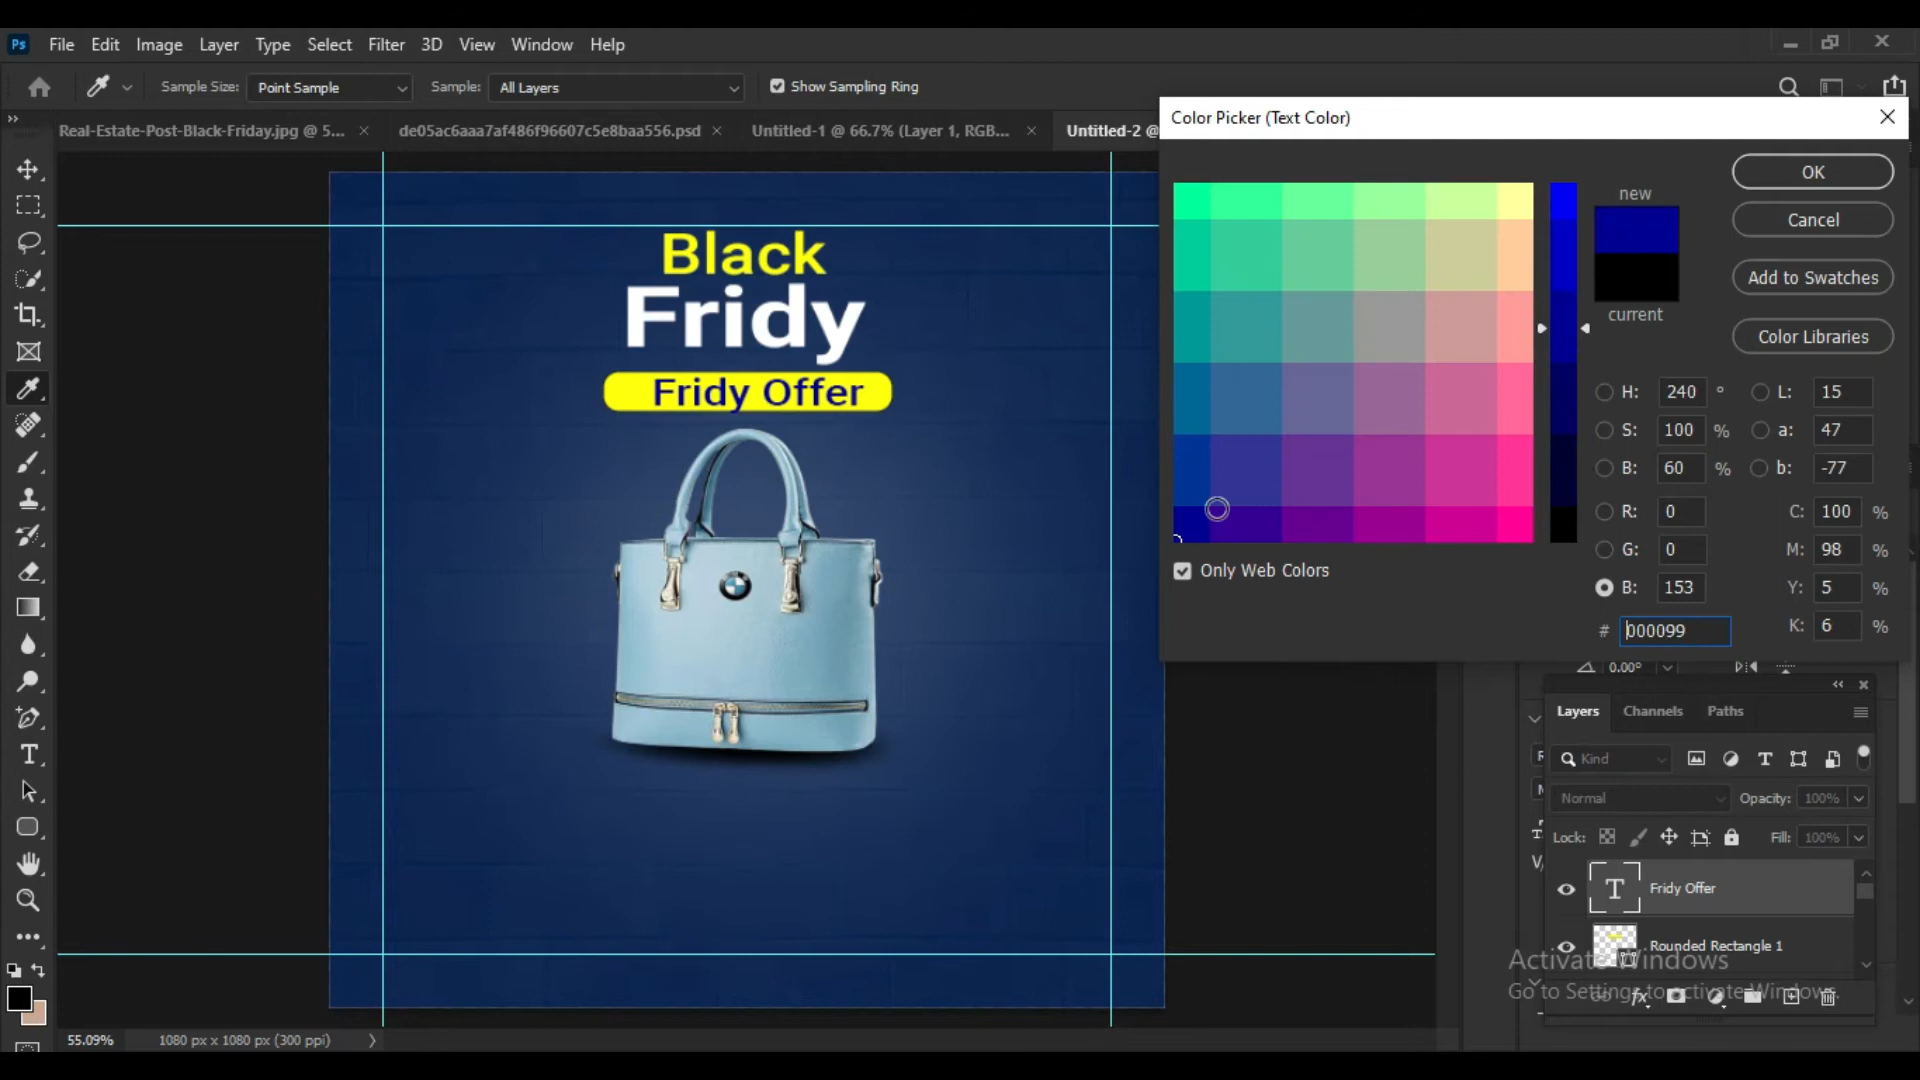 Ps File Edit Image Layer Type Select Filter 3D View Window Help
Sample Size: Point Sample Sample: All Layers Show Sampling Ring
Real-Estate-Post-Black-Friday.jpg @ 5... × de05ac6aaa7af486f96607c5e8baa556.psd × Untitled-1 @ 66.7% (Layer 1, RGB... × Untitled-2 @
Color Picker (Text Color)
new
current
OK
Cancel
Add to Swatches
Color Libraries
H: 240 °
S: 100 %
B: 60 %
L: 15
a: 47
b: -77
R: 0
G: 0
B: 153
# 000099
C: 100 %
M: 98 %
Y: 5 %
K: 6 %
Only Web Colors
Black
Fridy
Fridy Offer
BMW
0.00°
Layers Channels Paths
Kind
Normal Opacity: 100%
Lock: Fill: 100%
T Fridy Offer
Rounded Rectangle 1
Activate Windows
Go to Settings to activate Windows.
55.09% 1080 px x 1080 px (300 ppi)